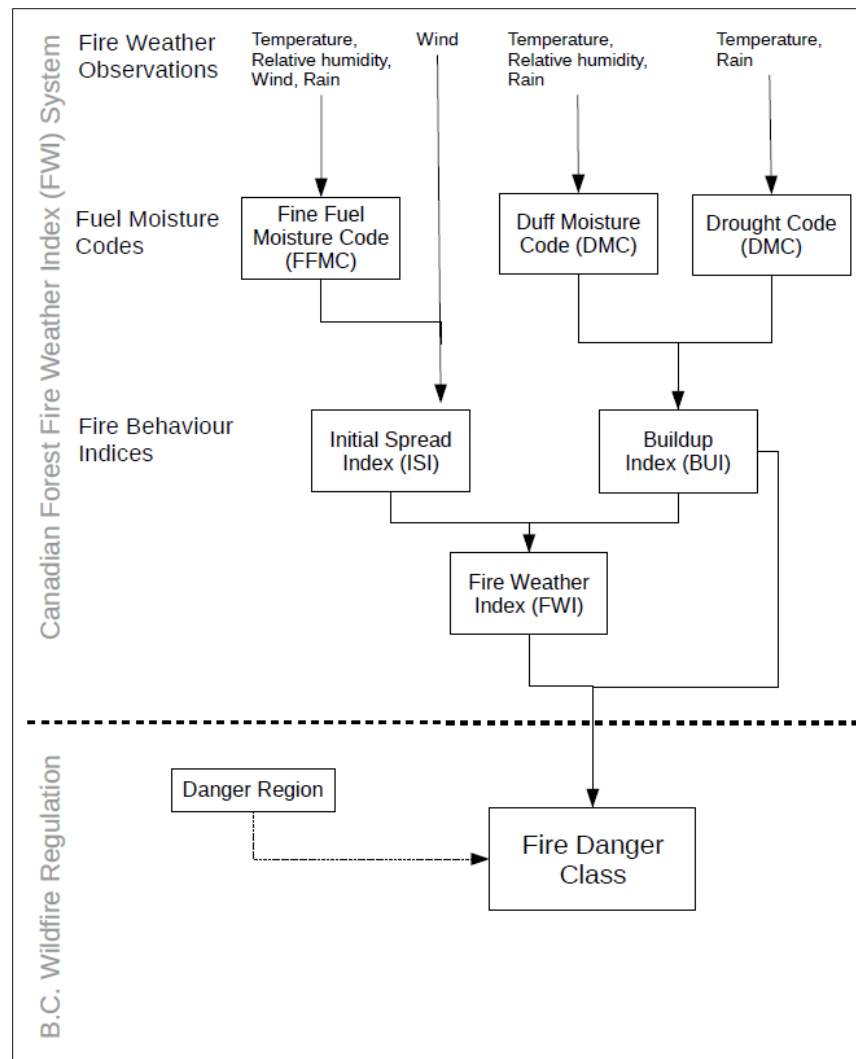 Canadian Forest Fire Weather Index (FWI) System
Fire Weather
Observations
Temperature,
Relative humidity,
Wind, Rain
Wind
Temperature,
Relative humidity,
Rain
Temperature,
Rain
Fuel Moisture
Codes
Fine Fuel
Moisture Code
(FFMC)
Duff Moisture
Code (DMC)
Drought Code
(DMC)
Fire Behaviour
Indices
Initial Spread
Index (ISI)
Buildup
Index (BUI)
Fire Weather
Index (FWI)
B.C. Wildfire Regulation
Danger Region
Fire Danger
Class